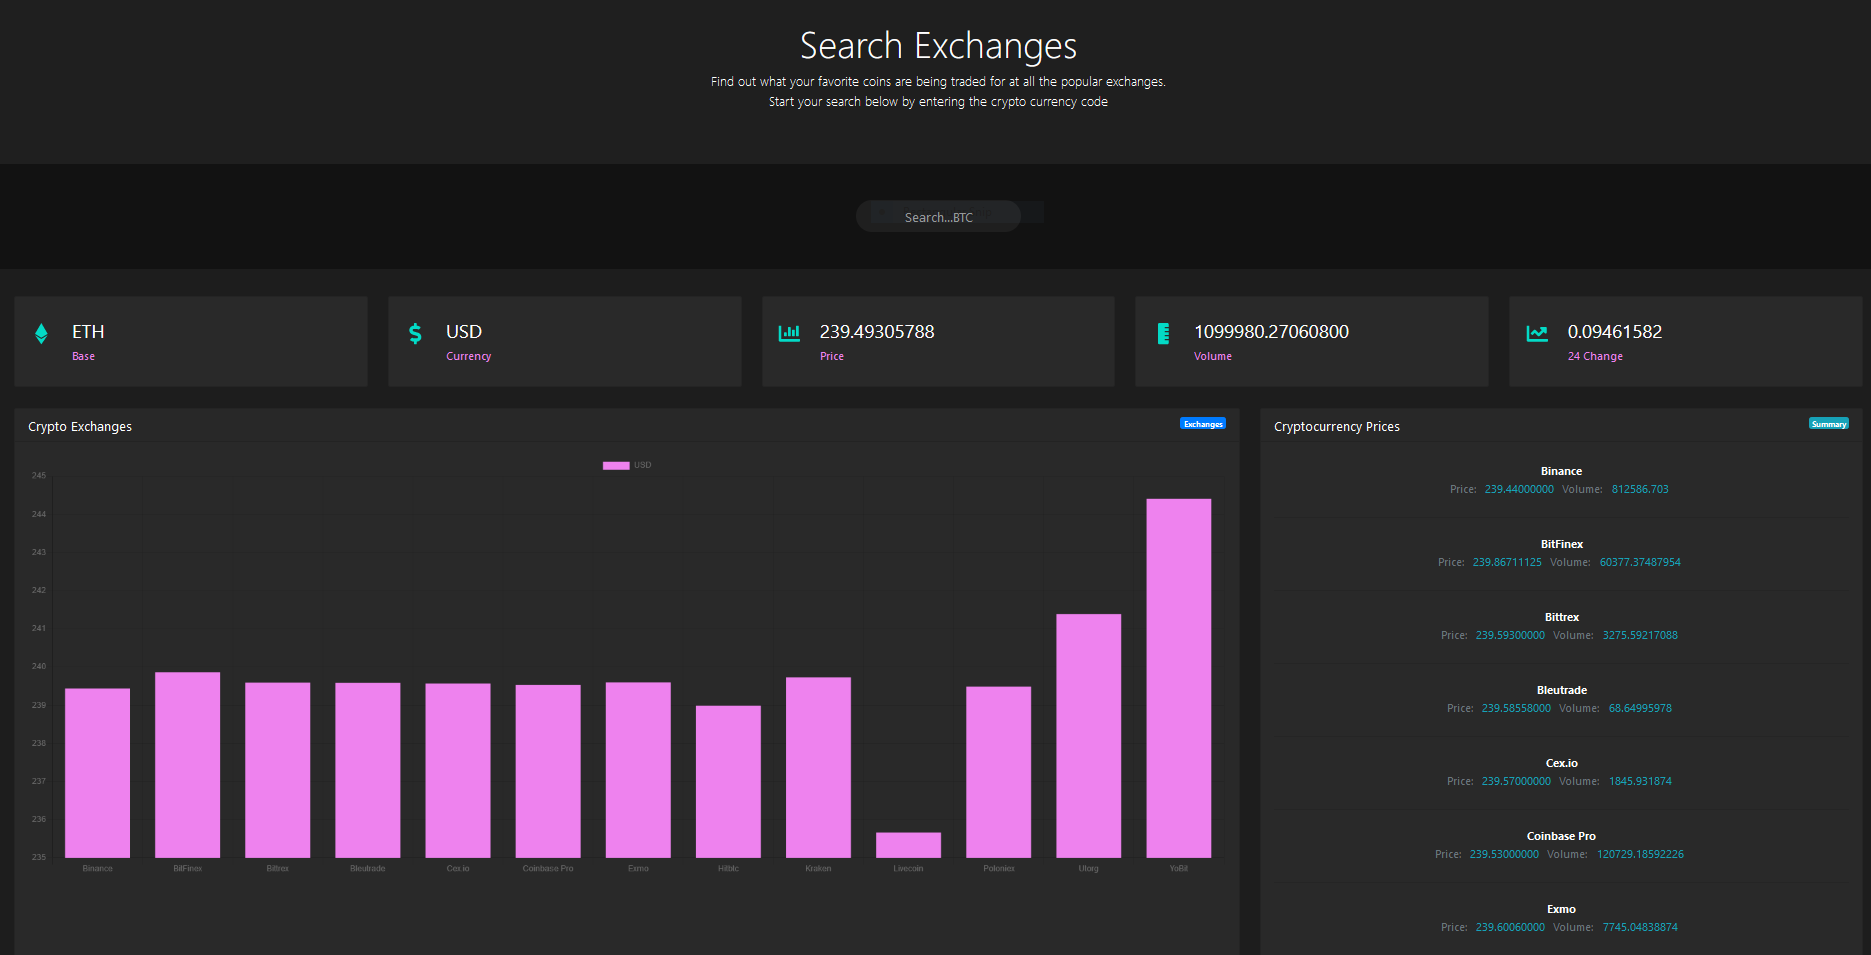 Search Exchanges
Find out what your favorite coins are being traded for at all the popular exchanges.
Start your search below by entering the crypto currency code
Search...BTC
ETH
Base
USD
Currency
239.49305788
Price
1099980.27060800
Volume
0.09461582
24 Change
Crypto Exchanges
Exchanges
USD
245
244
243
242
241
240
239
238
237
236
235
Binance BitFinex Bittrex Bleutrade Cex.io Coinbase Pro Exmo Hitbtc Kraken Livecoin Poloniex Utorg YoBit
Cryptocurrency Prices
Summary
Binance
Price: 239.44000000 Volume: 812586.703
BitFinex
Price: 239.86711125 Volume: 60377.37487954
Bittrex
Price: 239.59300000 Volume: 3275.59217088
Bleutrade
Price: 239.58558000 Volume: 68.64995978
Cex.io
Price: 239.57000000 Volume: 1845.931874
Coinbase Pro
Price: 239.53000000 Volume: 120729.18592226
Exmo
Price: 239.60060000 Volume: 7745.04838874